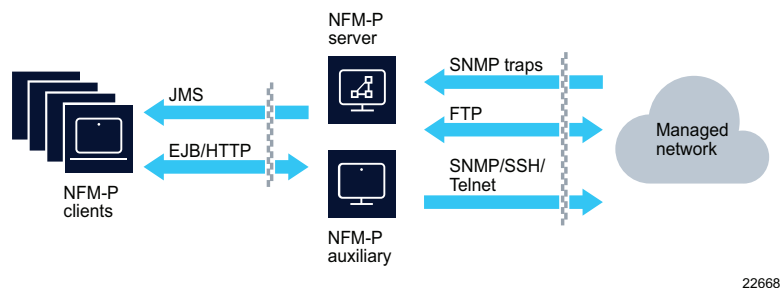 NFM-P
server
SNMP traps
JMS
FTP
Managed
network
EJB/HTTP
SNMP/SSH/
Telnet
NFM-P
clients
NFM-P
auxiliary
22668